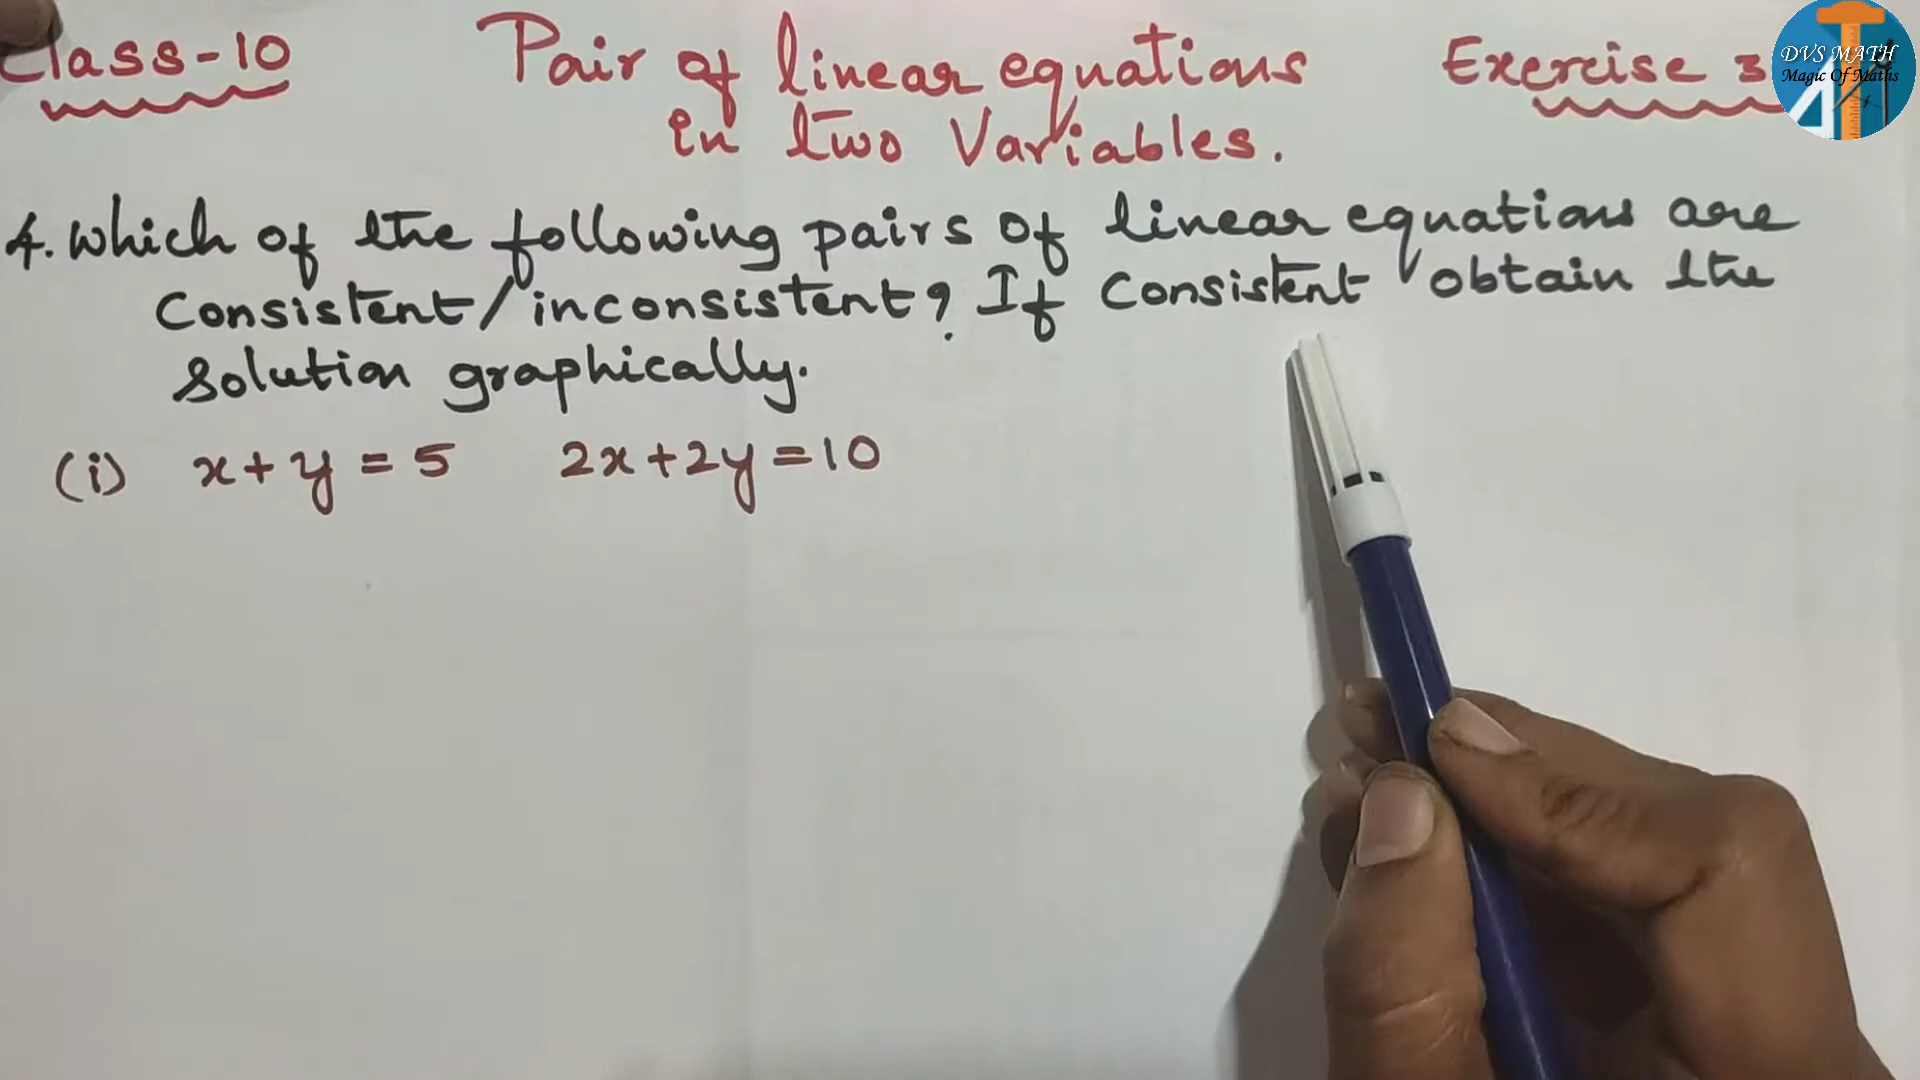 Class-10 Pair of linear equations Exercise 3
in two Variables.
DVS MATH
Magic Of Maths
4. Which of the following pairs of linear equations are
Consistent/inconsistent? If Consistent obtain the
Solution graphically.
(i) x+y=5 2x+2y=10